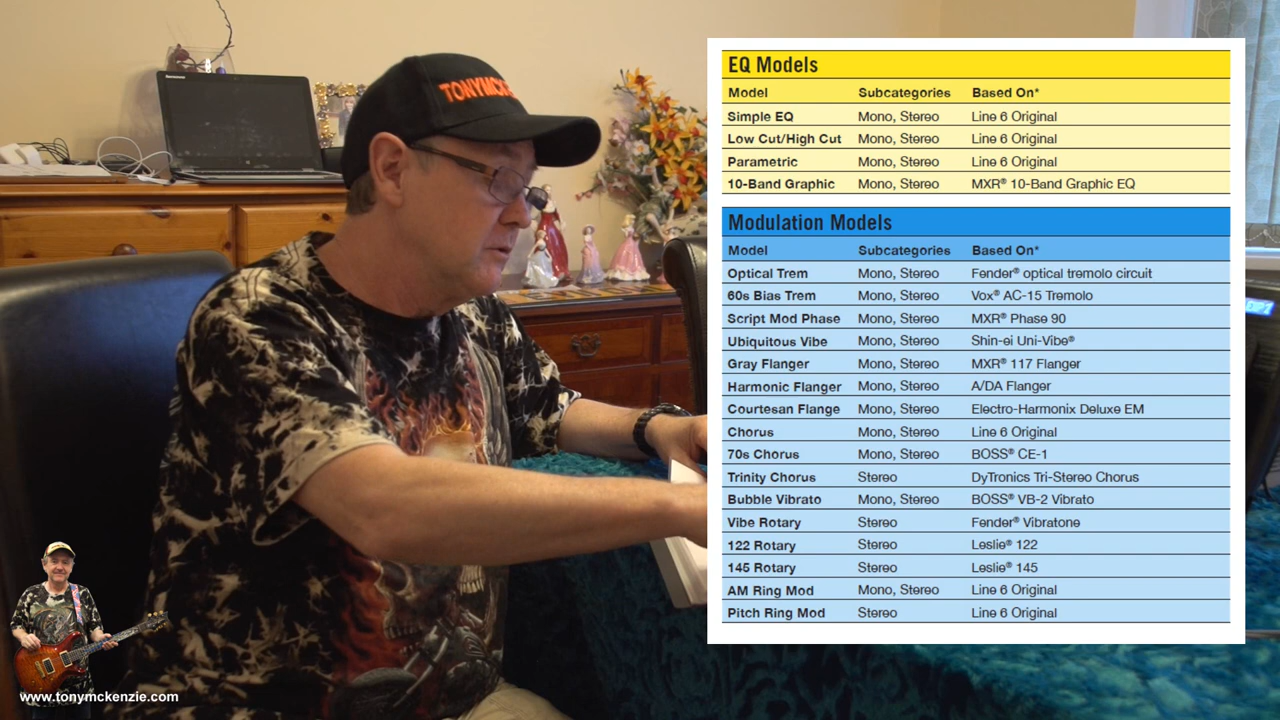 TONYMCK
EQ Models
Model Subcategories Based On*
Simple EQ Mono, Stereo Line 6 Original
Low Cut/High Cut Mono, Stereo Line 6 Original
Parametric Mono, Stereo Line 6 Original
10-Band Graphic Mono, Stereo MXR® 10-Band Graphic EQ
Modulation Models
Model Subcategories Based On*
Optical Trem Mono, Stereo Fender® optical tremolo circuit
60s Bias Trem Mono, Stereo Vox® AC-15 Tremolo
Script Mod Phase Mono, Stereo MXR® Phase 90
Ubiquitous Vibe Mono, Stereo Shin-ei Uni-Vibe®
Gray Flanger Mono, Stereo MXR® 117 Flanger
Harmonic Flanger Mono, Stereo A/DA Flanger
Courtesan Flange Mono, Stereo Electro-Harmonix Deluxe EM
Chorus Mono, Stereo Line 6 Original
70s Chorus Mono, Stereo BOSS® CE-1
Trinity Chorus Stereo DyTronics Tri-Stereo Chorus
Bubble Vibrato Mono, Stereo BOSS® VB-2 Vibrato
Vibe Rotary Stereo Fender® Vibratone
122 Rotary Stereo Leslie® 122
145 Rotary Stereo Leslie® 145
AM Ring Mod Mono, Stereo Line 6 Original
Pitch Ring Mod Stereo Line 6 Original
www.tonymckenzie.com